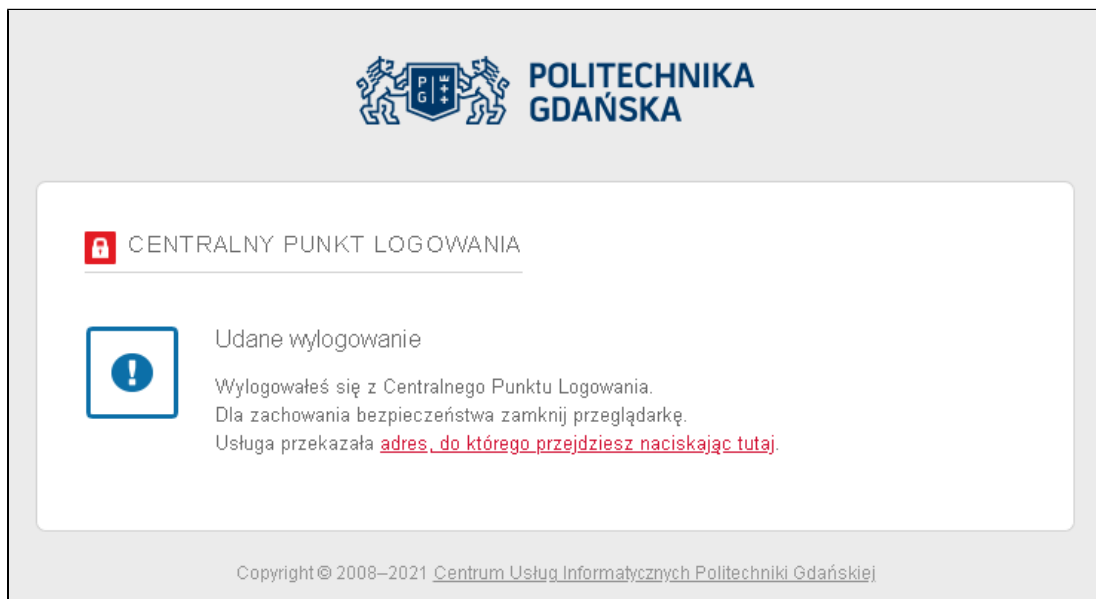 P G
POLITECHNIKA
GDAŃSKA
CENTRALNY PUNKT LOGOWANIA
Udane wylogowanie
Wylogowałeś się z Centralnego Punktu Logowania.
Dla zachowania bezpieczeństwa zamknij przeglądarkę.
Usługa przekazała adres, do którego przejdziesz naciskając tutaj.
Copyright © 2008–2021 Centrum Usług Informatycznych Politechniki Gdańskiej